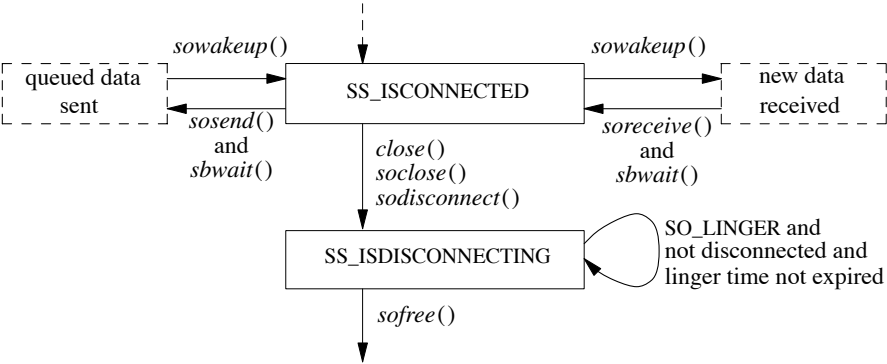 sowakeup()
sowakeup()
queued data
sent
SS_ISCONNECTED
new data
received
sosend()
and
sbwait()
soreceive()
and
sbwait()
close()
soclose()
sodisconnect()
SS_ISDISCONNECTING
SO_LINGER and
not disconnected and
linger time not expired
sofree()